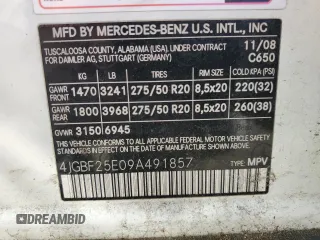 MFD BY MERCEDES-BENZ U.S. INTL., INC
TUSCALOOSA COUNTY, ALABAMA (USA). UNDER CONTRACT 11/08
FOR DAIMLER AG, STUTTGART (GERMANY) C650
KG LB TIRES RIM SIZE COLD KPA (PSI)
GAWR FRONT 1470 3241 275/50 R20 8,5x20 220(32)
GAWR REAR 1800 3968 275/50 R20 8,5x20 260(38)
GVWR 3150 6945
THIS VEHICLE CONFORMS TO ALL APPLICABLE FEDERAL MOTOR
VEHICLE SAFETY STANDARDS IN EFFECT ON THE DATE OF
MANUFACTURE SHOWN ABOVE.
4JGBF25E09A491857 TYPE: MPV
DREAMBID